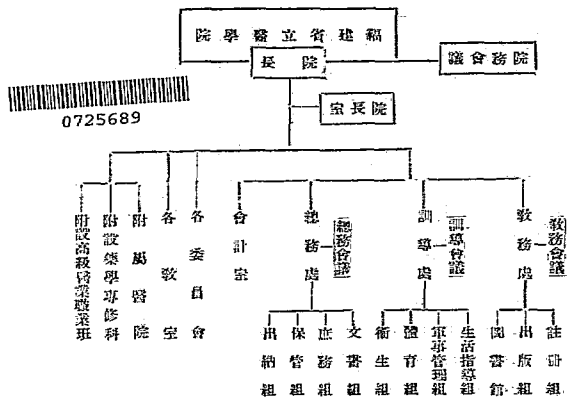 福建省立醫學院
院長
院務會議
院長室
0725689
教務處
教務會議
訓導處
訓導會議
總務處
總務會議
會計室
各委員會
各教室
附屬醫院
附設藥學專修科
附設高級醫業職業班
註冊組
出版組
圖書館
生活指導組
軍事管理組
體育組
衛生組
文書組
庶務組
保管組
出納組